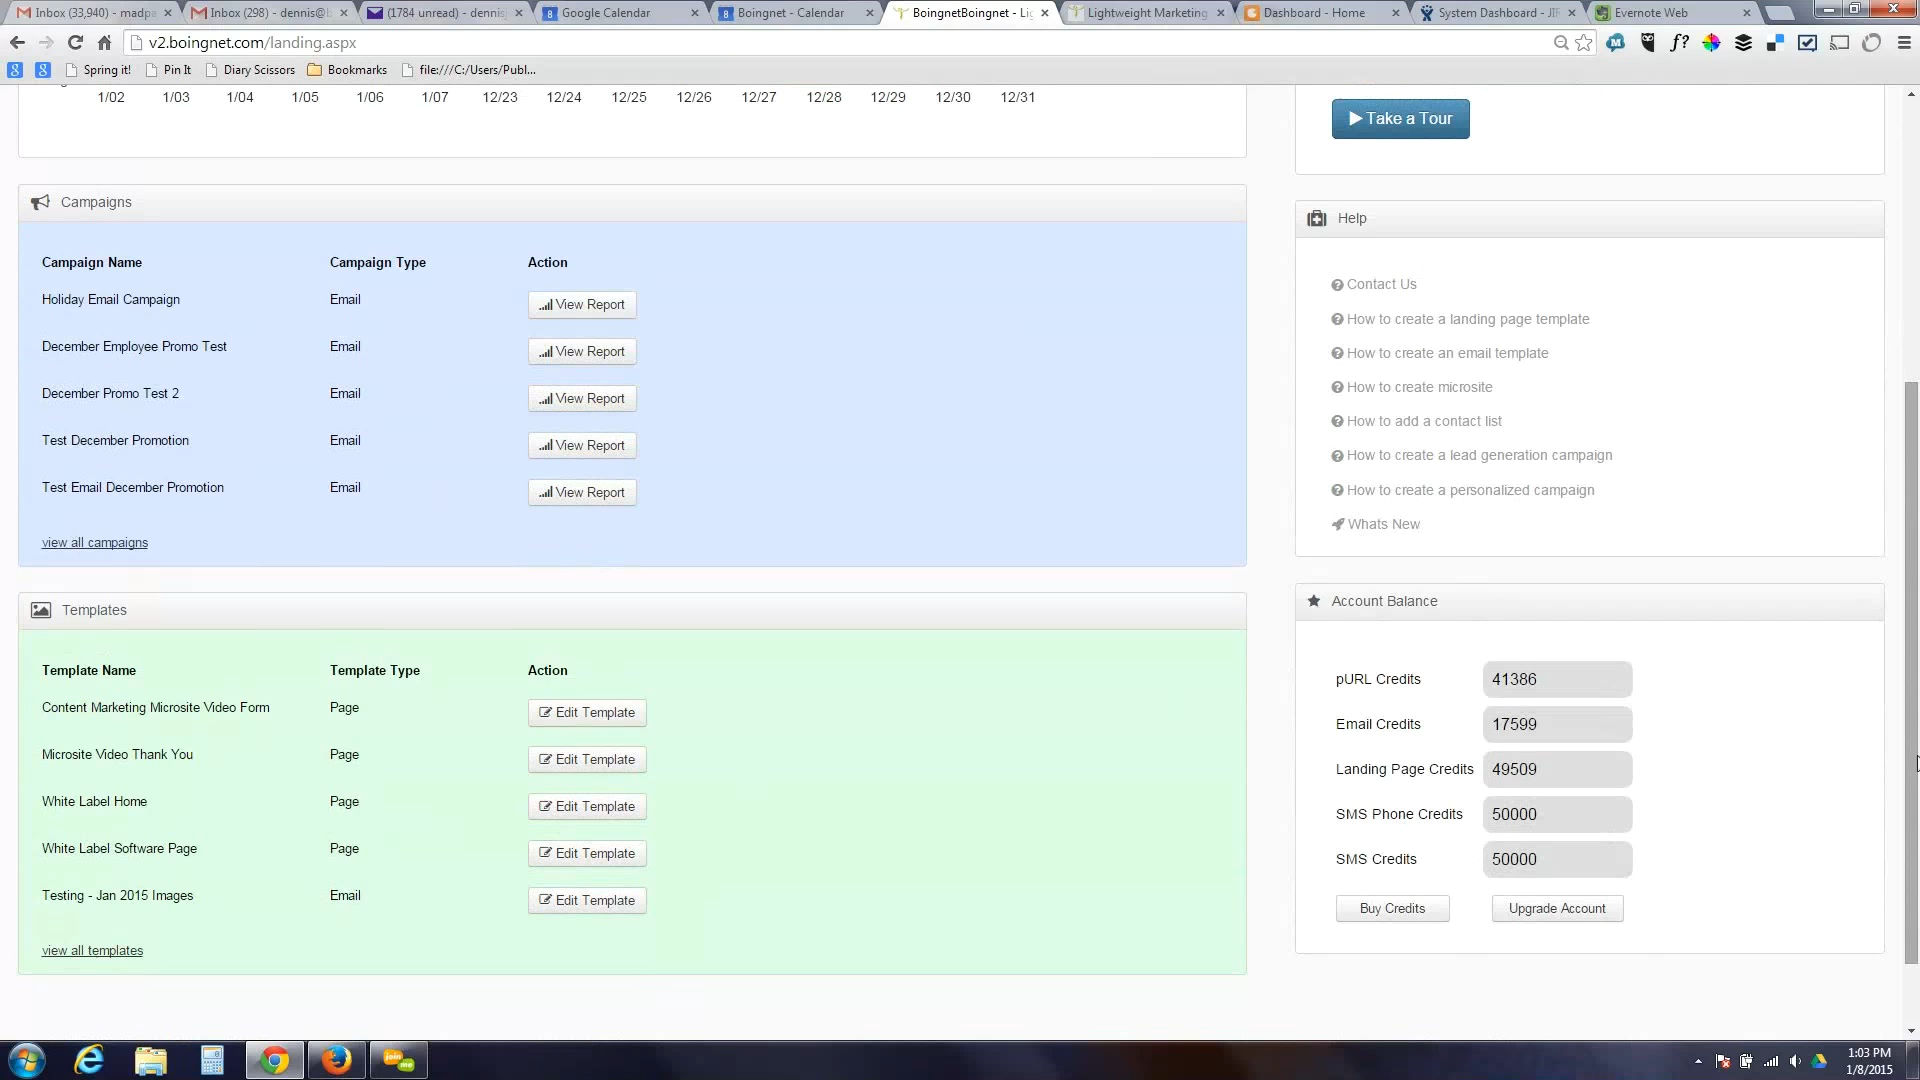 Inbox (33,940) - madpa
Inbox (298) - dennis@b
(1784 unread) - dennis
Google Calendar
Boingnet - Calendar
BoingnetBoingnet - Lig
Lightweight Marketing
Dashboard - Home
System Dashboard - JIR
Evernote Web
v2.boingnet.com/landing.aspx
Spring it!
Pin It
Diary Scissors
Bookmarks
file:///C:/Users/Publ...
1/02 1/03 1/04 1/05 1/06 1/07 12/23 12/24 12/25 12/26 12/27 12/28 12/29 12/30 12/31
Take a Tour
Campaigns
Campaign Name Campaign Type Action
Holiday Email Campaign Email View Report
December Employee Promo Test Email View Report
December Promo Test 2 Email View Report
Test December Promotion Email View Report
Test Email December Promotion Email View Report
view all campaigns
Templates
Template Name Template Type Action
Content Marketing Microsite Video Form Page Edit Template
Microsite Video Thank You Page Edit Template
White Label Home Page Edit Template
White Label Software Page Page Edit Template
Testing - Jan 2015 Images Email Edit Template
view all templates
Help
Contact Us
How to create a landing page template
How to create an email template
How to create microsite
How to add a contact list
How to create a lead generation campaign
How to create a personalized campaign
Whats New
Account Balance
pURL Credits 41386
Email Credits 17599
Landing Page Credits 49509
SMS Phone Credits 50000
SMS Credits 50000
Buy Credits Upgrade Account
join me
1:03 PM
1/8/2015